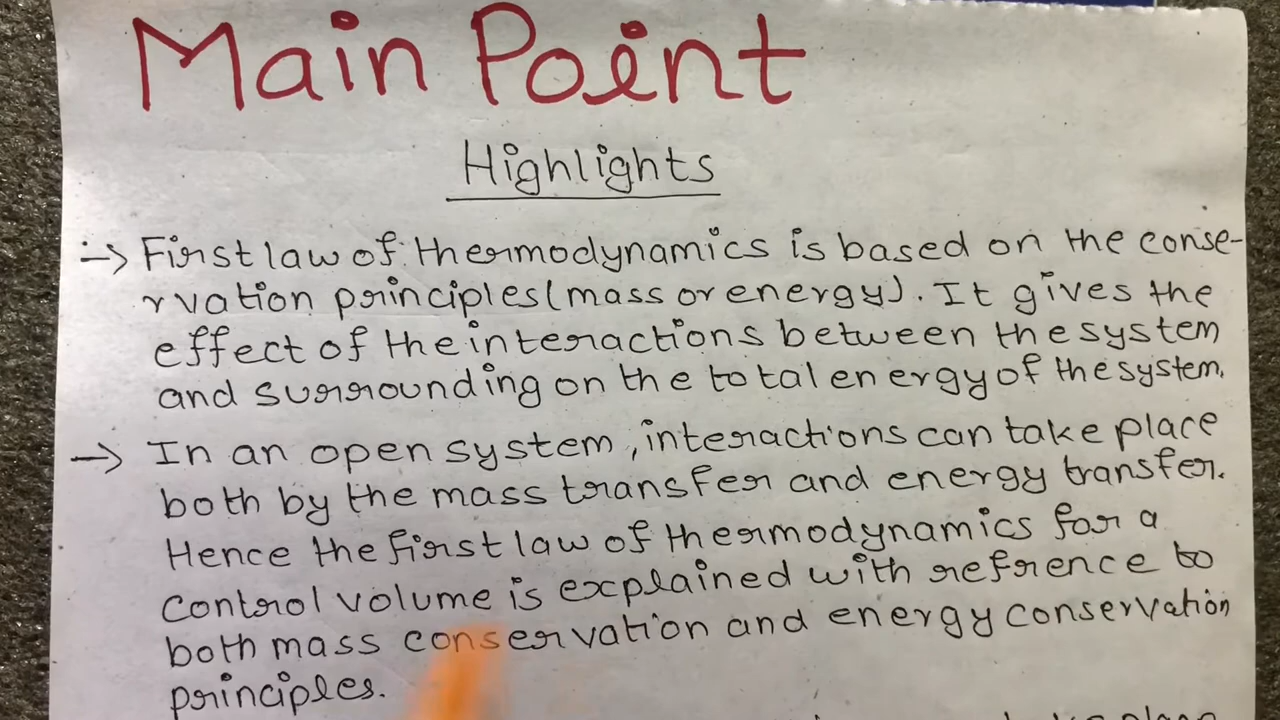 Main Point
Highlights
-> First law of thermodynamics is based on the conse-
rvation principles (mass or energy). It gives the
effect of the interactions between the system
and surrounding on the total energy of the system.
-> In an open system, interactions can take place
both by the mass transfer and energy transfer.
Hence the first law of thermodynamics for a
control volume is explained with refrence to
both mass conservation and energy conservation
principles.